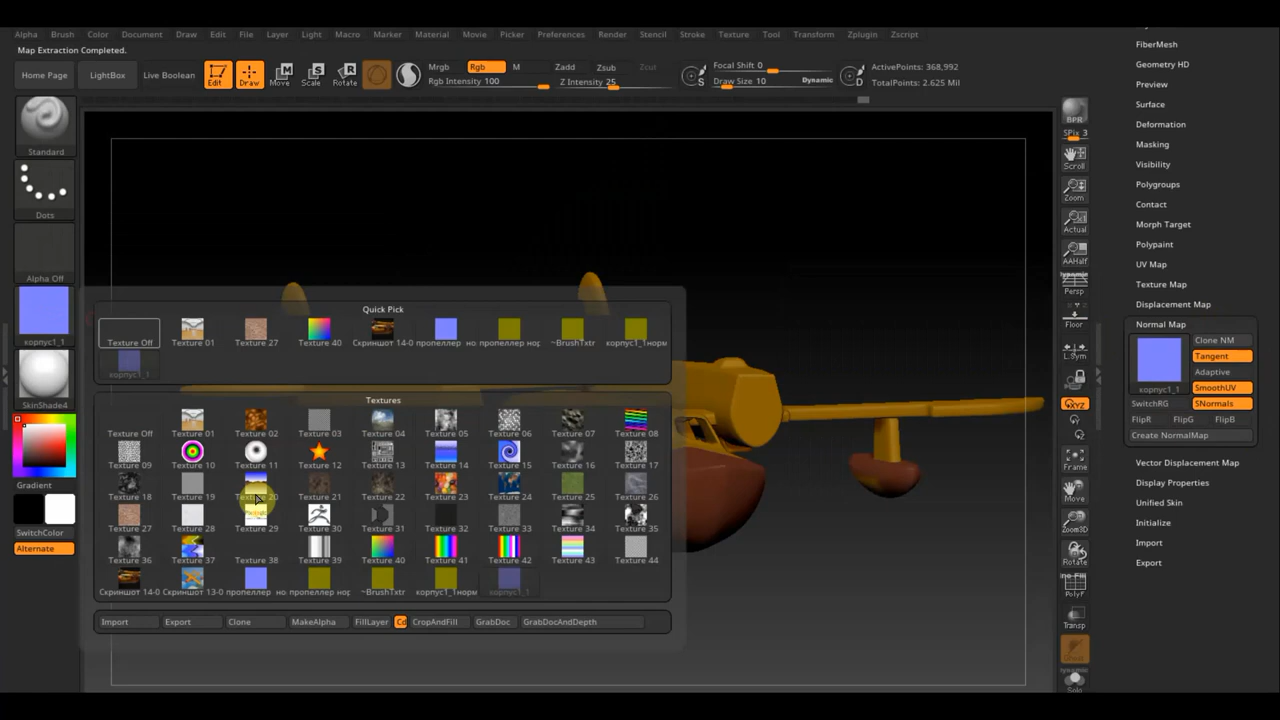 Alpha Brush Color Document Draw Edit File Layer Light Macro Marker Material Movie Picker Preferences Render Stencil Stroke Texture Tool Transform Zplugin Zscript
Map Extraction Completed.
Home Page LightBox Live Boolean Edit Draw Move Scale Rotate
Mrgb Rgb M Zadd Zsub Zcut
Rgb Intensity 100 Z Intensity 25
Focal Shift 0
Draw Size 10 Dynamic
ActivePoints: 368,992
TotalPoints: 2.625 Mil
Standard
Dots
Alpha Off
корпус1_1
SkinShade4
Gradient
SwitchColor
Alternate
Quick Pick
Texture Off Texture 01 Texture 27 Texture 40 Скриншот 14-0 пропеллер но пропеллер нор ~BrushTxtr корпус1_1норм
корпус1_1
Textures
Texture Off Texture 01 Texture 02 Texture 03 Texture 04 Texture 05 Texture 06 Texture 07 Texture 08
Texture 09 Texture 10 Texture 11 Texture 12 Texture 13 Texture 14 Texture 15 Texture 16 Texture 17
Texture 18 Texture 19 Texture 20 Texture 21 Texture 22 Texture 23 Texture 24 Texture 25 Texture 26
Texture 27 Texture 28 Texture 29 Texture 30 Texture 31 Texture 32 Texture 33 Texture 34 Texture 35
Texture 36 Texture 37 Texture 38 Texture 39 Texture 40 Texture 41 Texture 42 Texture 43 Texture 44
Скриншот 14-0 Скриншот 13-0 пропеллер но пропеллер нор ~BrushTxtr корпус1_1норм корпус1_1
Import Export Clone MakeAlpha FillLayer Cd CropAndFill GrabDoc GrabDocAndDepth
BPR
SPix 3
Scroll
Zoom
Actual
AAHalf
Dynamic
Persp
Floor
L.Sym
xyz
Frame
Move
Zoom3D
Rotate
Line Fill
PolyF
Transp
Ghost
Dynamic
Solo
FiberMesh
Geometry HD
Preview
Surface
Deformation
Masking
Visibility
Polygroups
Contact
Morph Target
Polypaint
UV Map
Texture Map
Displacement Map
Normal Map
Clone NM
Tangent
Adaptive
корпус1_1 SmoothUV
SwitchRG SNormals
FlipR FlipG FlipB
Create NormalMap
Vector Displacement Map
Display Properties
Unified Skin
Initialize
Import
Export